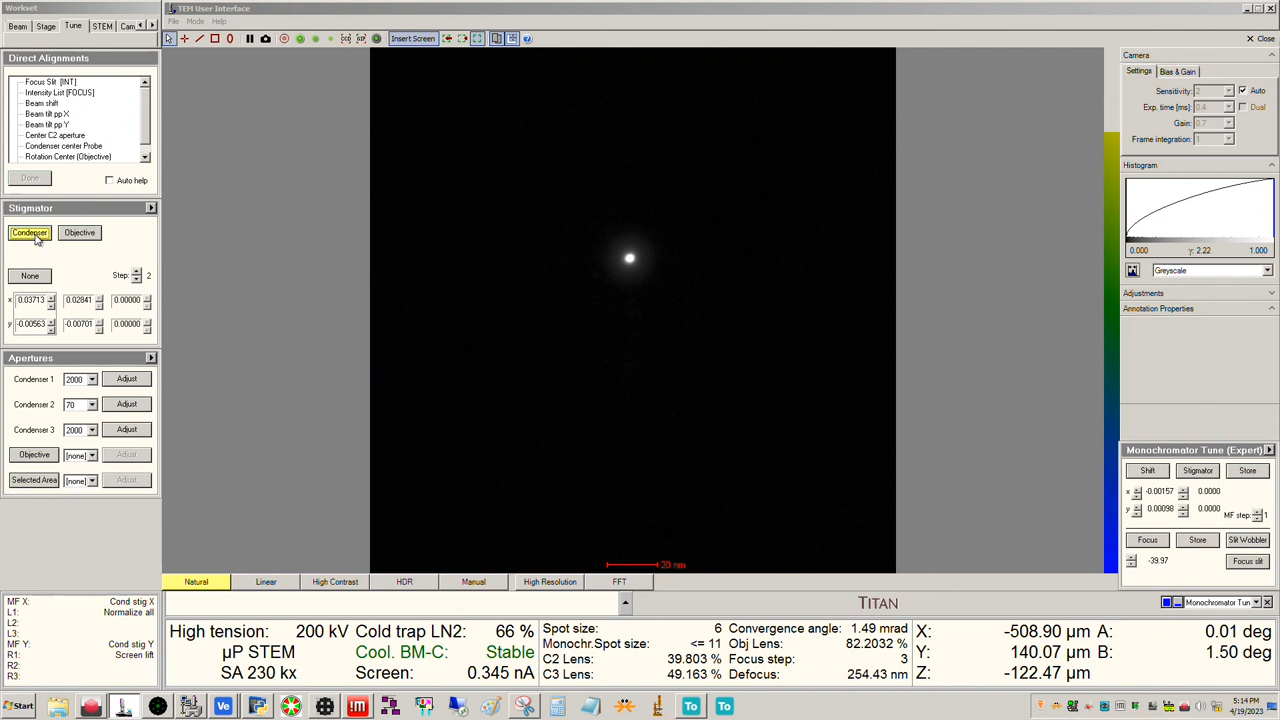 Workset
Beam Stage Tune STEM Cam
Direct Alignments
Focus Slit [INT]
Intensity List [FOCUS]
Beam shift
Beam tilt pp X
Beam tilt pp Y
Center C2 aperture
Condenser center Probe
Rotation Center (Objective)
Done Auto help
Stigmator
Condenser Objective
None Step: 2
x 0.03713 0.02841 0.00000
y -0.00563 -0.00701 0.00000
Apertures
Condenser 1 2000 Adjust
Condenser 2 70 Adjust
Condenser 3 2000 Adjust
Objective [none] Adjust
Selected Area [none] Adjust
MF X: Cond stig X
L1: Normalize all
L2:
L3:
MF Y: Cond stig Y
R1: Screen lift
R2:
R3:
TEM User Interface
File Mode Help
Insert Screen
Close
20 nm
Natural Linear High Contrast HDR Manual High Resolution FFT
Camera
Settings Bias & Gain
Sensitivity: 2 Auto
Exp. time [ms]: 0.4 Dual
Gain: 0.7
Frame integration: 1
Histogram
0.000 γ: 2.22 1.000
Greyscale
Adjustments
Annotation Properties
Monochromator Tune (Expert)
Shift Stigmator Store
x -0.00157 0.0000
y 0.00098 0.0000 MF step: 1
Focus Store Slit Wobbler
-39.97 Focus slit
TITAN
Monochromator Tun
High tension: 200 kV Cold trap LN2: 66 %
µP STEM Cool. BM-C: Stable
SA 230 kx Screen: 0.345 nA
Spot size: 6 Convergence angle: 1.49 mrad
Monochr.Spot size: <= 11 Obj Lens: 82.2032 %
C2 Lens: 39.803 % Focus step: 3
C3 Lens: 49.163 % Defocus: 254.43 nm
X: -508.90 µm A: 0.01 deg
Y: 140.07 µm B: 1.50 deg
Z: -122.47 µm
Start
Ve
To To
5:14 PM
4/19/2023